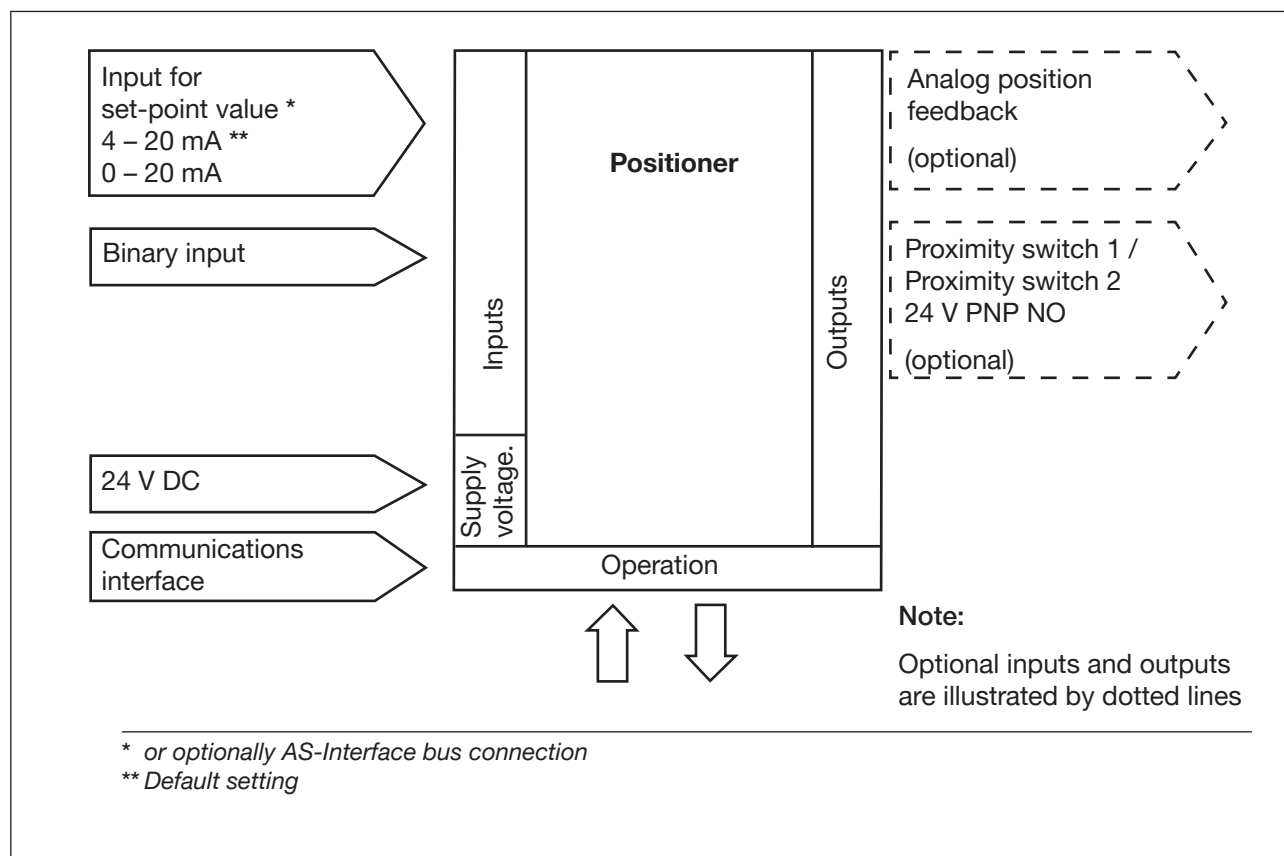 Input for
set-point value *
4 – 20 mA **
0 – 20 mA
Binary input
24 V DC
Communications
interface
Inputs
Supply
voltage.
Positioner
Outputs
Operation
Analog position
feedback
(optional)
Proximity switch 1 /
Proximity switch 2
24 V PNP NO
(optional)
Note:
Optional inputs and outputs
are illustrated by dotted lines
* or optionally AS-Interface bus connection
** Default setting